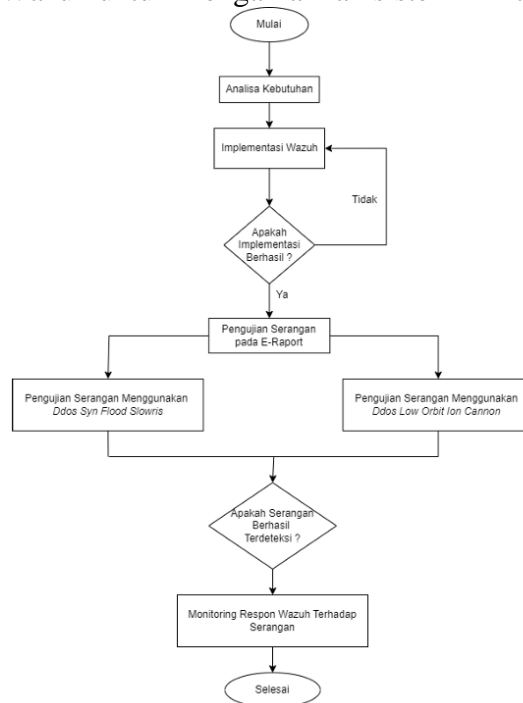 Mulai
Analisa Kebutuhan
Implementasi Wazuh
Tidak
Apakah
Implementasi
Berhasil ?
Ya
Pengujian Serangan
pada E-Raport
Pengujian Serangan Menggunakan
Ddos Syn Flood Slowris
Pengujian Serangan Menggunakan
Ddos Low Orbit Ion Cannon
Apakah Serangan
Berhasil
Terdeteksi ?
Monitoring Respon Wazuh Terhadap
Serangan
Selesai